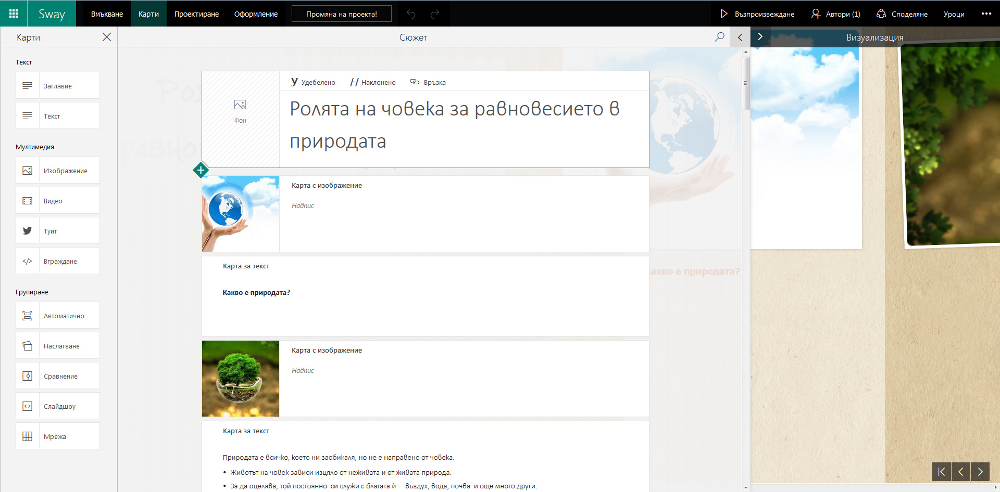 Sway
Вмъкване
Карти
Проектиране
Оформление
Промяна на проекта!
Възпроизвеждане
Автори (1)
Споделяне
Уроци
Карти
Сюжет
Визуализация
Текст
Заглавие
Текст
Мултимедия
Изображение
Видео
Туит
Вграждане
Групиране
Автоматично
Наслагване
Сравнение
Слайдшоу
Мрежа
Фон
У Удебелено
Н Наклонено
Връзка
Ролята на човека за равновесието в
природата
Карта с изображение
Надпис
Карта за текст
Какво е природата?
Карта с изображение
Надпис
Карта за текст
Природата е всичко, което ни заобикаля, но не е направено от човека.
• Животът на човек зависи изцяло от неживата и от живата природа.
• За да оцелява, той постоянно си служи с благата ѝ – въздух, вода, почва и още много други.
Какво е природата?